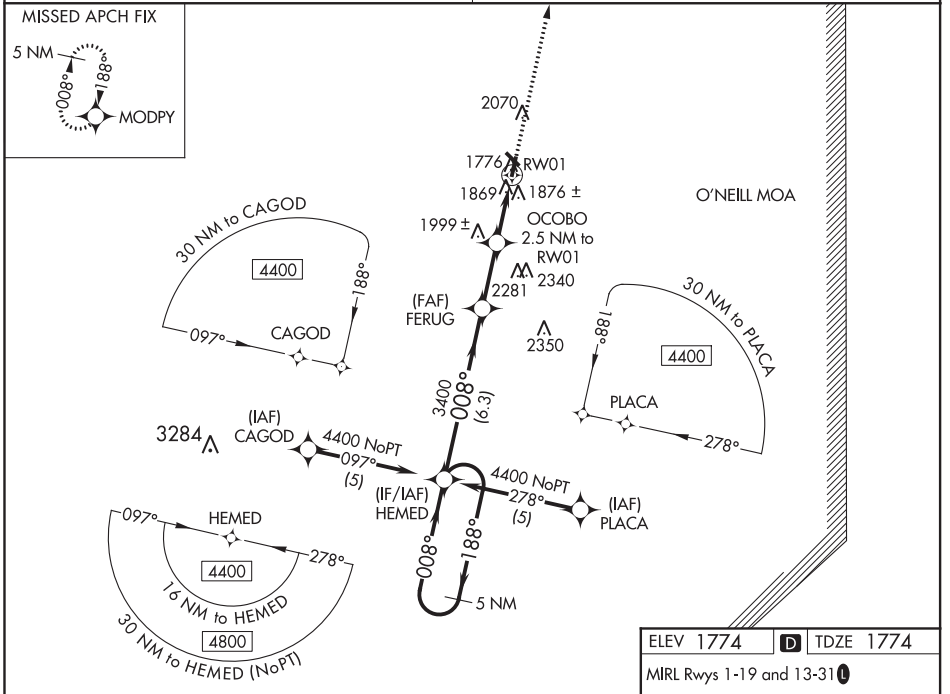 MISSED APCH FIX
5 NM
008°
188°
MODPY
2070
1776
RW01
1869
1876 ±
O'NEILL MOA
1999 ±
OCOBO
2.5 NM to
RW01
2340
2281
(FAF)
FERUG
2350
30 NM to CAGOD
4400
188°
097°
CAGOD
30 NM to PLACA
188°
4400
PLACA
278°
3400
008°
(6.3)
3284
(IAF)
CAGOD
4400 NoPT
097°
(5)
(IF/IAF)
HEMED
4400 NoPT
278°
(5)
(IAF)
PLACA
008°
188°
5 NM
097°
HEMED
278°
4400
16 NM to HEMED
4800
30 NM to HEMED (NoPT)
ELEV 1774 D TDZE 1774
MIRL Rwys 1-19 and 13-31 L